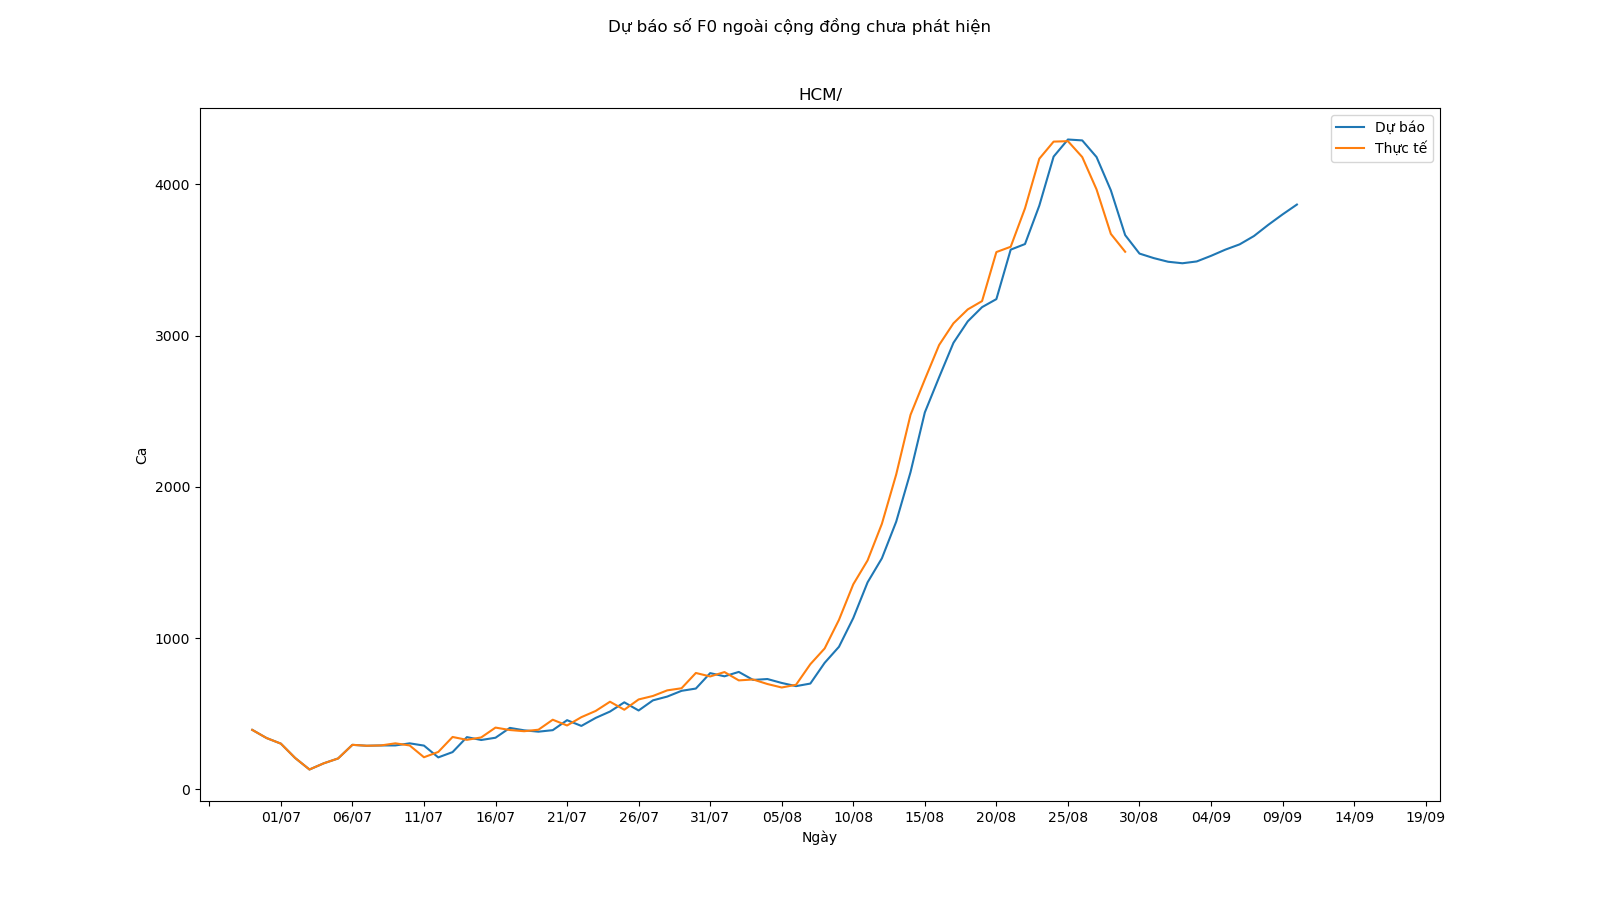 Dự báo số F0 ngoài cộng đồng chưa phát hiện
HCM/
Dự báo
Thực tế
4000
3000
2000
1000
0
Ca
01/07 06/07 11/07 16/07 21/07 26/07 31/07 05/08 10/08 15/08 20/08 25/08 30/08 04/09 09/09 14/09 19/09
Ngày